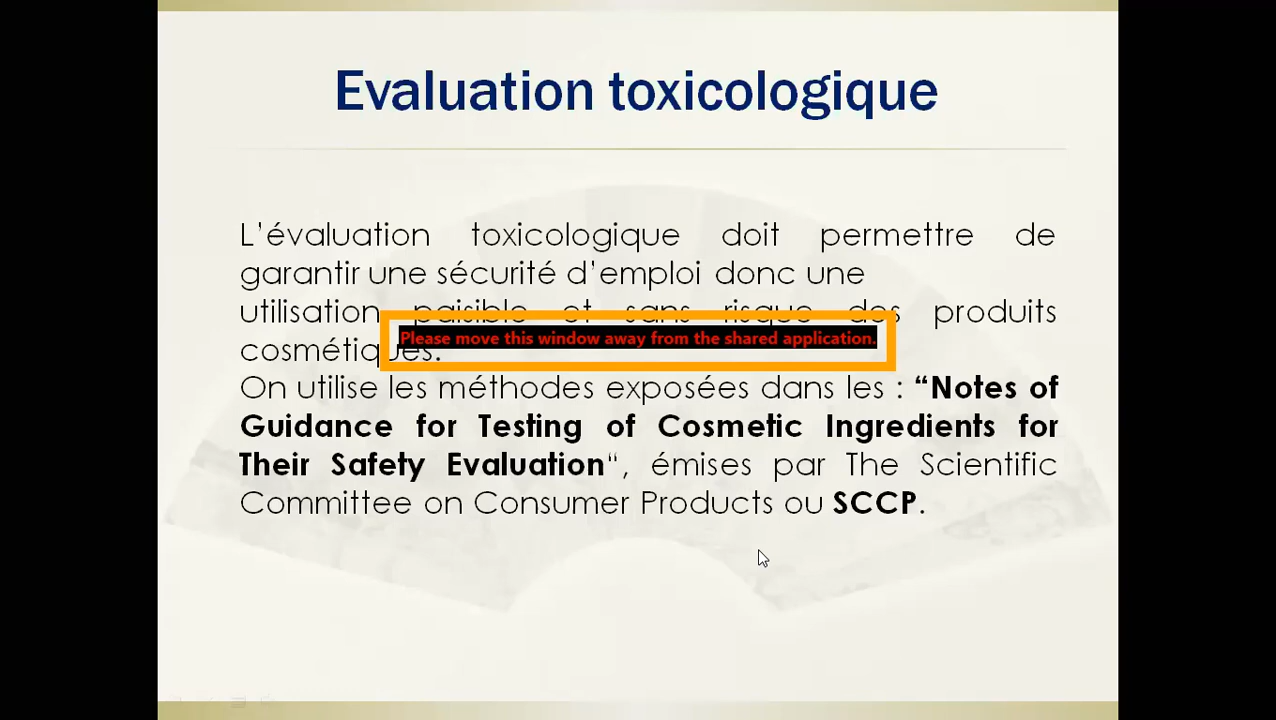 Evaluation toxicologique
L’évaluation toxicologique doit permettre de
garantir une sécurité d’emploi donc une
utilisation paisible et sans risque des produits
Please move this window away from the shared application.
cosmétiques.
On utilise les méthodes exposées dans les : “Notes of
Guidance for Testing of Cosmetic Ingredients for
Their Safety Evaluation“, émises par The Scientific
Committee on Consumer Products ou SCCP.